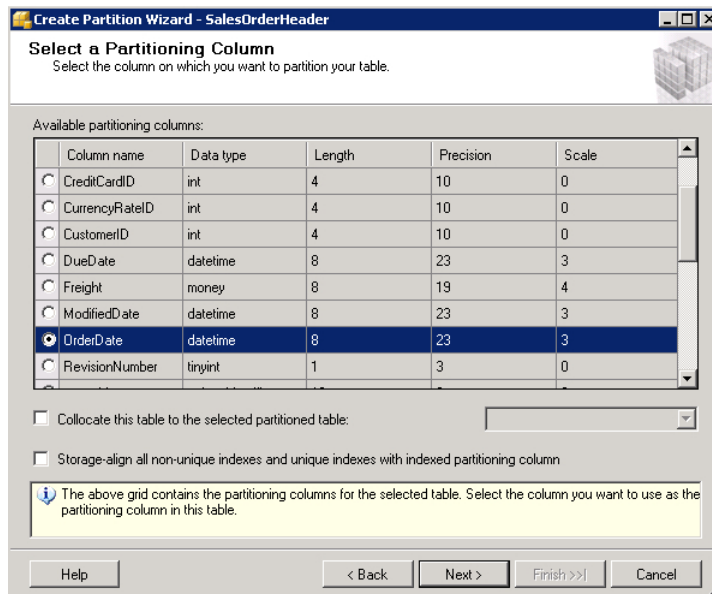 Create Partition Wizard - SalesOrderHeader
Select a Partitioning Column
Select the column on which you want to partition your table.
Available partitioning columns:
Column name Data type Length Precision Scale
CreditCardID int 4 10 0
CurrencyRateID int 4 10 0
CustomerID int 4 10 0
DueDate datetime 8 23 3
Freight money 8 19 4
ModifiedDate datetime 8 23 3
OrderDate datetime 8 23 3
RevisionNumber tinyint 1 3 0
Collocate this table to the selected partitioned table:
Storage-align all non-unique indexes and unique indexes with indexed partitioning column
The above grid contains the partitioning columns for the selected table. Select the column you want to use as the
partitioning column in this table.
Help < Back Next > Finish >>| Cancel